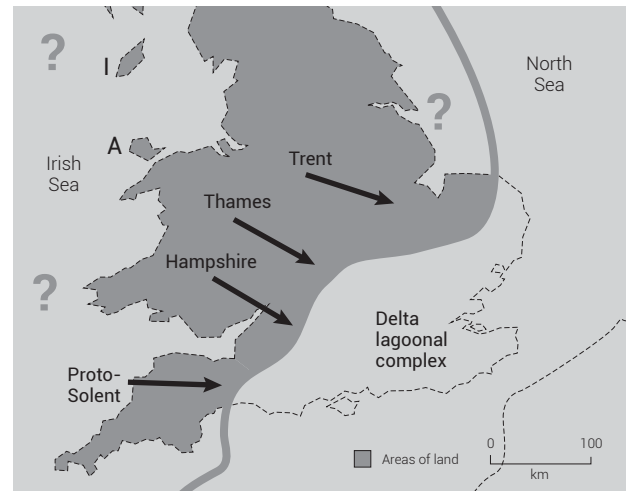 ?
I
North
Sea
?
A
Trent
Irish
Sea
Thames
Hampshire
?
Delta
lagoonal
complex
Proto-
Solent
0
100
Areas of land
km